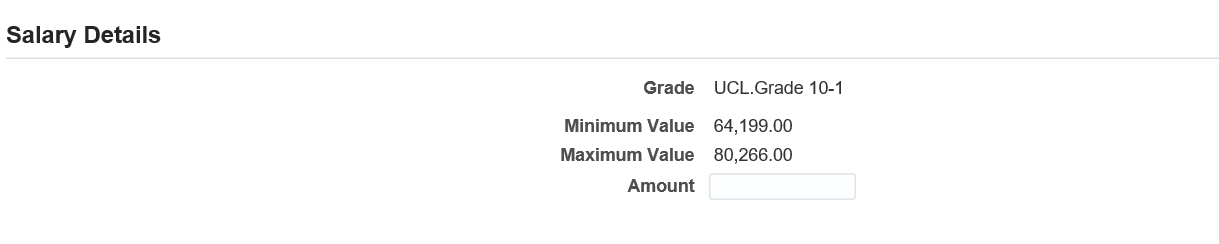 Salary Details
Grade UCL.Grade 10-1
Minimum Value 64,199.00
Maximum Value 80,266.00
Amount